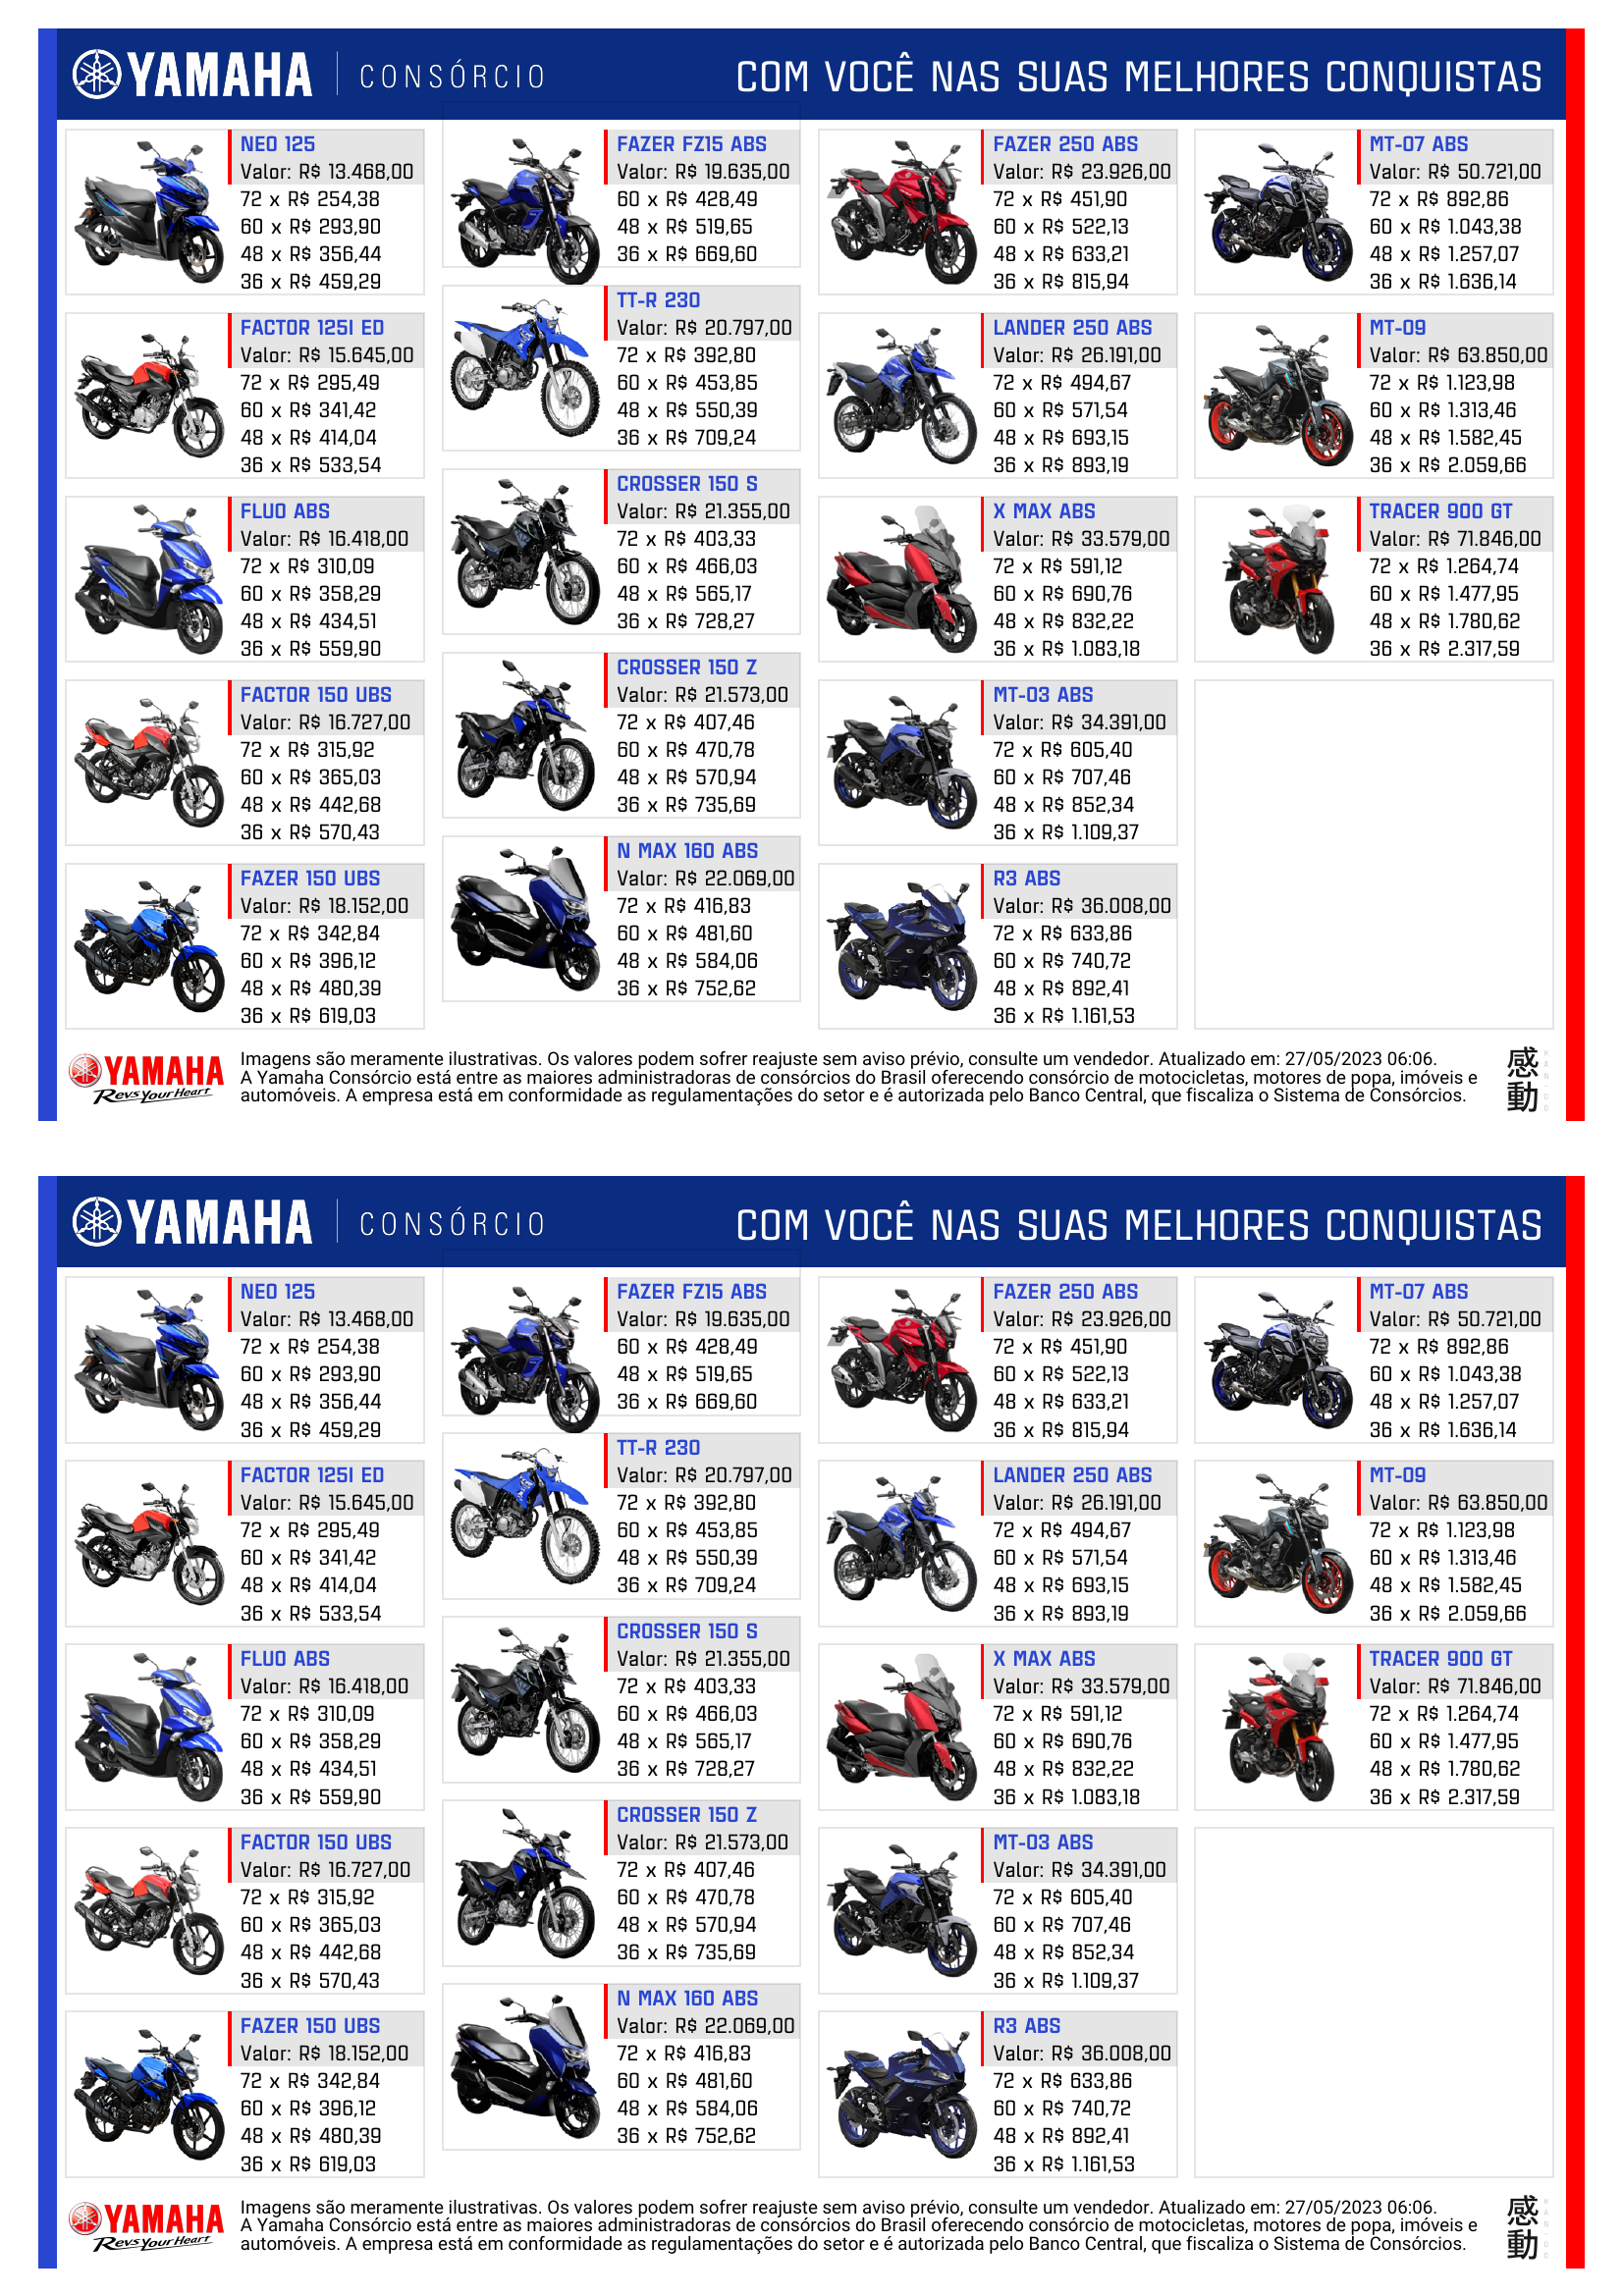 YAMAHA CONSÓRCIO COM VOCÊ NAS SUAS MELHORES CONQUISTAS
NEO 125
Valor: R$ 13.468,00
72 x R$ 254,38
60 x R$ 293,90
48 x R$ 356,44
36 x R$ 459,29
FACTOR 125I ED
Valor: R$ 15.645,00
72 x R$ 295,49
60 x R$ 341,42
48 x R$ 414,04
36 x R$ 533,54
FLUO ABS
Valor: R$ 16.418,00
72 x R$ 310,09
60 x R$ 358,29
48 x R$ 434,51
36 x R$ 559,90
FACTOR 150 UBS
Valor: R$ 16.727,00
72 x R$ 315,92
60 x R$ 365,03
48 x R$ 442,68
36 x R$ 570,43
FAZER 150 UBS
Valor: R$ 18.152,00
72 x R$ 342,84
60 x R$ 396,12
48 x R$ 480,39
36 x R$ 619,03
FAZER FZ15 ABS
Valor: R$ 19.635,00
60 x R$ 428,49
48 x R$ 519,65
36 x R$ 669,60
TT-R 230
Valor: R$ 20.797,00
72 x R$ 392,80
60 x R$ 453,85
48 x R$ 550,39
36 x R$ 709,24
CROSSER 150 S
Valor: R$ 21.355,00
72 x R$ 403,33
60 x R$ 466,03
48 x R$ 565,17
36 x R$ 728,27
CROSSER 150 Z
Valor: R$ 21.573,00
72 x R$ 407,46
60 x R$ 470,78
48 x R$ 570,94
36 x R$ 735,69
N MAX 160 ABS
Valor: R$ 22.069,00
72 x R$ 416,83
60 x R$ 481,60
48 x R$ 584,06
36 x R$ 752,62
FAZER 250 ABS
Valor: R$ 23.926,00
72 x R$ 451,90
60 x R$ 522,13
48 x R$ 633,21
36 x R$ 815,94
LANDER 250 ABS
Valor: R$ 26.191,00
72 x R$ 494,67
60 x R$ 571,54
48 x R$ 693,15
36 x R$ 893,19
X MAX ABS
Valor: R$ 33.579,00
72 x R$ 591,12
60 x R$ 690,76
48 x R$ 832,22
36 x R$ 1.083,18
MT-03 ABS
Valor: R$ 34.391,00
72 x R$ 605,40
60 x R$ 707,46
48 x R$ 852,34
36 x R$ 1.109,37
R3 ABS
Valor: R$ 36.008,00
72 x R$ 633,86
60 x R$ 740,72
48 x R$ 892,41
36 x R$ 1.161,53
MT-07 ABS
Valor: R$ 50.721,00
72 x R$ 892,86
60 x R$ 1.043,38
48 x R$ 1.257,07
36 x R$ 1.636,14
MT-09
Valor: R$ 63.850,00
72 x R$ 1.123,98
60 x R$ 1.313,46
48 x R$ 1.582,45
36 x R$ 2.059,66
TRACER 900 GT
Valor: R$ 71.846,00
72 x R$ 1.264,74
60 x R$ 1.477,95
48 x R$ 1.780,62
36 x R$ 2.317,59
YAMAHA
Revs Your Heart
Imagens são meramente ilustrativas. Os valores podem sofrer reajuste sem aviso prévio, consulte um vendedor. Atualizado em: 27/05/2023 06:06.
A Yamaha Consórcio está entre as maiores administradoras de consórcios do Brasil oferecendo consórcio de motocicletas, motores de popa, imóveis e
automóveis. A empresa está em conformidade as regulamentações do setor e é autorizada pelo Banco Central, que fiscaliza o Sistema de Consórcios.
感動
YAMAHA CONSÓRCIO COM VOCÊ NAS SUAS MELHORES CONQUISTAS
NEO 125
Valor: R$ 13.468,00
72 x R$ 254,38
60 x R$ 293,90
48 x R$ 356,44
36 x R$ 459,29
FACTOR 125I ED
Valor: R$ 15.645,00
72 x R$ 295,49
60 x R$ 341,42
48 x R$ 414,04
36 x R$ 533,54
FLUO ABS
Valor: R$ 16.418,00
72 x R$ 310,09
60 x R$ 358,29
48 x R$ 434,51
36 x R$ 559,90
FACTOR 150 UBS
Valor: R$ 16.727,00
72 x R$ 315,92
60 x R$ 365,03
48 x R$ 442,68
36 x R$ 570,43
FAZER 150 UBS
Valor: R$ 18.152,00
72 x R$ 342,84
60 x R$ 396,12
48 x R$ 480,39
36 x R$ 619,03
FAZER FZ15 ABS
Valor: R$ 19.635,00
60 x R$ 428,49
48 x R$ 519,65
36 x R$ 669,60
TT-R 230
Valor: R$ 20.797,00
72 x R$ 392,80
60 x R$ 453,85
48 x R$ 550,39
36 x R$ 709,24
CROSSER 150 S
Valor: R$ 21.355,00
72 x R$ 403,33
60 x R$ 466,03
48 x R$ 565,17
36 x R$ 728,27
CROSSER 150 Z
Valor: R$ 21.573,00
72 x R$ 407,46
60 x R$ 470,78
48 x R$ 570,94
36 x R$ 735,69
N MAX 160 ABS
Valor: R$ 22.069,00
72 x R$ 416,83
60 x R$ 481,60
48 x R$ 584,06
36 x R$ 752,62
FAZER 250 ABS
Valor: R$ 23.926,00
72 x R$ 451,90
60 x R$ 522,13
48 x R$ 633,21
36 x R$ 815,94
LANDER 250 ABS
Valor: R$ 26.191,00
72 x R$ 494,67
60 x R$ 571,54
48 x R$ 693,15
36 x R$ 893,19
X MAX ABS
Valor: R$ 33.579,00
72 x R$ 591,12
60 x R$ 690,76
48 x R$ 832,22
36 x R$ 1.083,18
MT-03 ABS
Valor: R$ 34.391,00
72 x R$ 605,40
60 x R$ 707,46
48 x R$ 852,34
36 x R$ 1.109,37
R3 ABS
Valor: R$ 36.008,00
72 x R$ 633,86
60 x R$ 740,72
48 x R$ 892,41
36 x R$ 1.161,53
MT-07 ABS
Valor: R$ 50.721,00
72 x R$ 892,86
60 x R$ 1.043,38
48 x R$ 1.257,07
36 x R$ 1.636,14
MT-09
Valor: R$ 63.850,00
72 x R$ 1.123,98
60 x R$ 1.313,46
48 x R$ 1.582,45
36 x R$ 2.059,66
TRACER 900 GT
Valor: R$ 71.846,00
72 x R$ 1.264,74
60 x R$ 1.477,95
48 x R$ 1.780,62
36 x R$ 2.317,59
YAMAHA
Revs Your Heart
Imagens são meramente ilustrativas. Os valores podem sofrer reajuste sem aviso prévio, consulte um vendedor. Atualizado em: 27/05/2023 06:06.
A Yamaha Consórcio está entre as maiores administradoras de consórcios do Brasil oferecendo consórcio de motocicletas, motores de popa, imóveis e
automóveis. A empresa está em conformidade as regulamentações do setor e é autorizada pelo Banco Central, que fiscaliza o Sistema de Consórcios.
感動